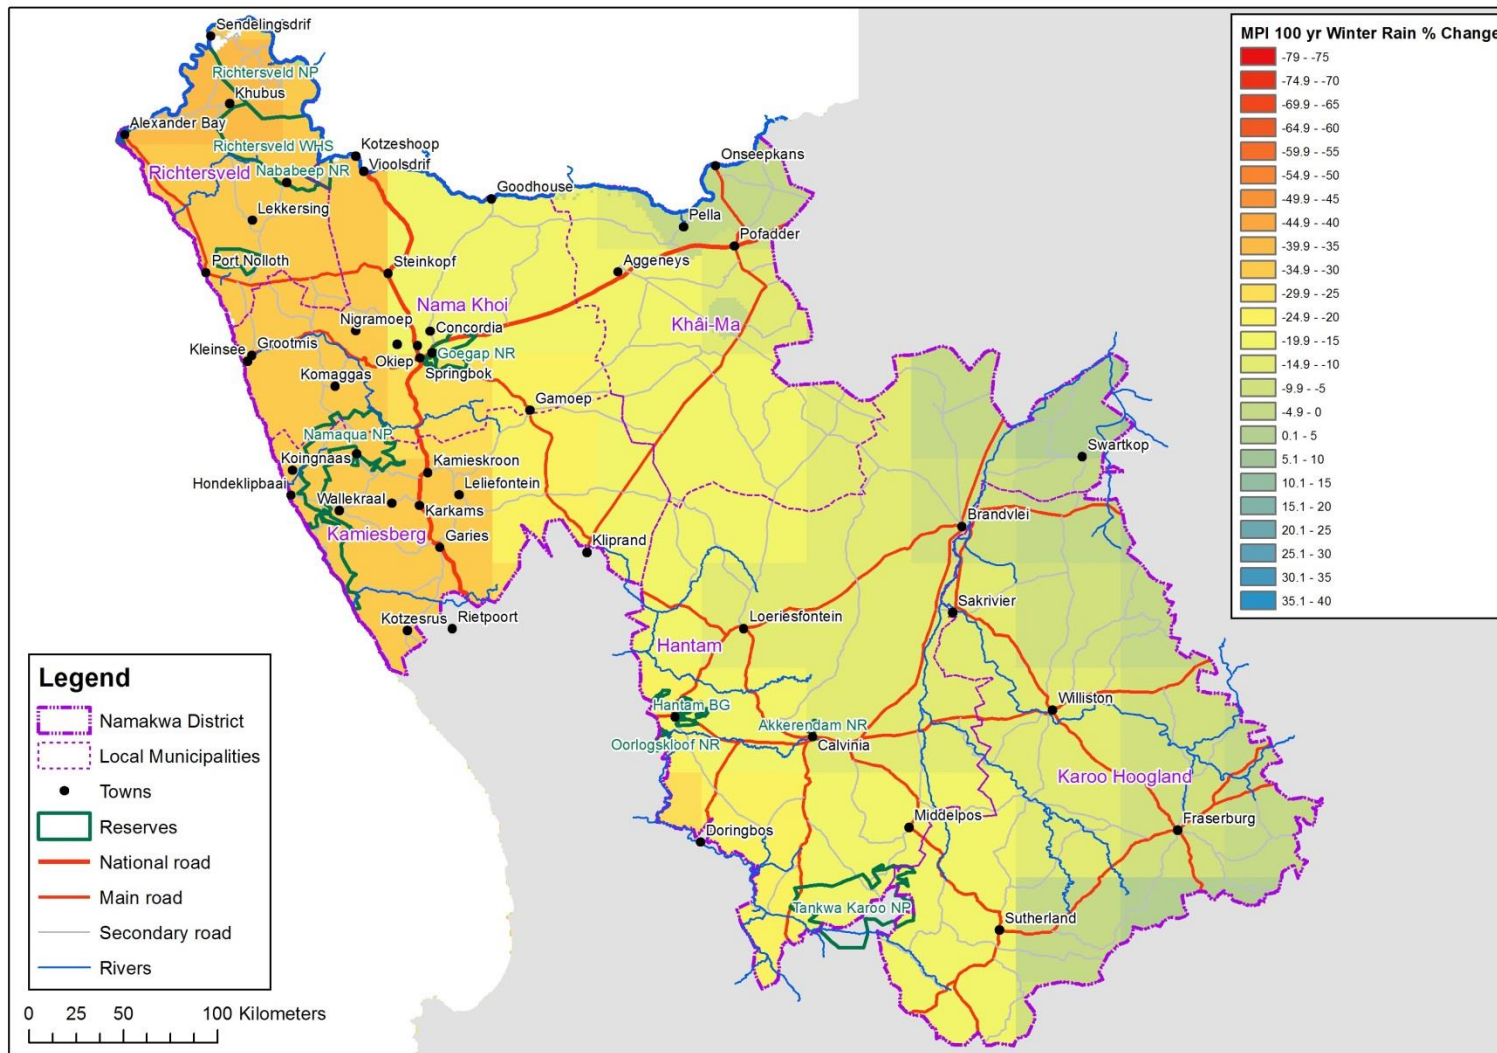 MPI 100 yr Winter Rain % Change
-79 - -75
-74.9 - -70
-69.9 - -65
-64.9 - -60
-59.9 - -55
-54.9 - -50
-49.9 - -45
-44.9 - -40
-39.9 - -35
-34.9 - -30
-29.9 - -25
-24.9 - -20
-19.9 - -15
-14.9 - -10
-9.9 - -5
-4.9 - 0
0.1 - 5
5.1 - 10
10.1 - 15
15.1 - 20
20.1 - 25
25.1 - 30
30.1 - 35
35.1 - 40
Sendelingsdrif
Richtersveld NP
Khubus
Alexander Bay
Richtersveld WHS
Kotzeshoop
Vioolsdrif
Richtersveld
Nababeep NR
Lekkersing
Goodhouse
Onseepkans
Pella
Pofadder
Port Nolloth
Steinkopf
Aggeneys
Nama Khoi
Khâi-Ma
Nigramoep
Concordia
Kleinsee
Grootmis
Okiep
Goegap NR
Springbok
Komaggas
Gamoep
Namaqua NP
Koingnaas
Kamieskroon
Swartkop
Hondeklipbaai
Leliefontein
Wallekraal
Karkams
Brandvlei
Kamiesberg
Garies
Kliprand
Kotzesrus
Rietpoort
Loeriesfontein
Sakrivier
Hantam
Hantam BG
Akkerendam NR
Williston
Oorlogskloof NR
Calvinia
Karoo Hoogland
Doringbos
Middelpos
Fraserburg
Tankwa Karoo NP
Sutherland
Legend
Namakwa District
Local Municipalities
Towns
Reserves
National road
Main road
Secondary road
Rivers
0 25 50 100 Kilometers